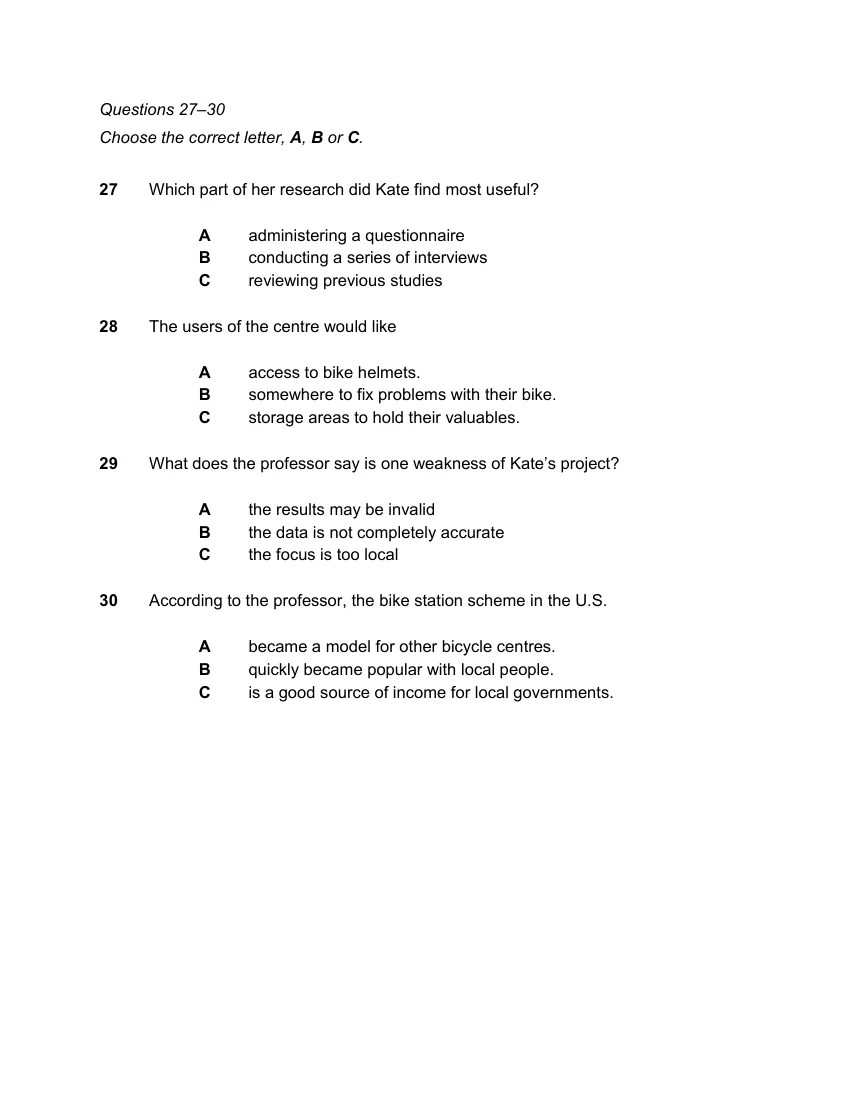 Questions 27–30
Choose the correct letter, A, B or C.
27 Which part of her research did Kate find most useful?
A administering a questionnaire
B conducting a series of interviews
C reviewing previous studies
28 The users of the centre would like
A access to bike helmets.
B somewhere to fix problems with their bike.
C storage areas to hold their valuables.
29 What does the professor say is one weakness of Kate’s project?
A the results may be invalid
B the data is not completely accurate
C the focus is too local
30 According to the professor, the bike station scheme in the U.S.
A became a model for other bicycle centres.
B quickly became popular with local people.
C is a good source of income for local governments.